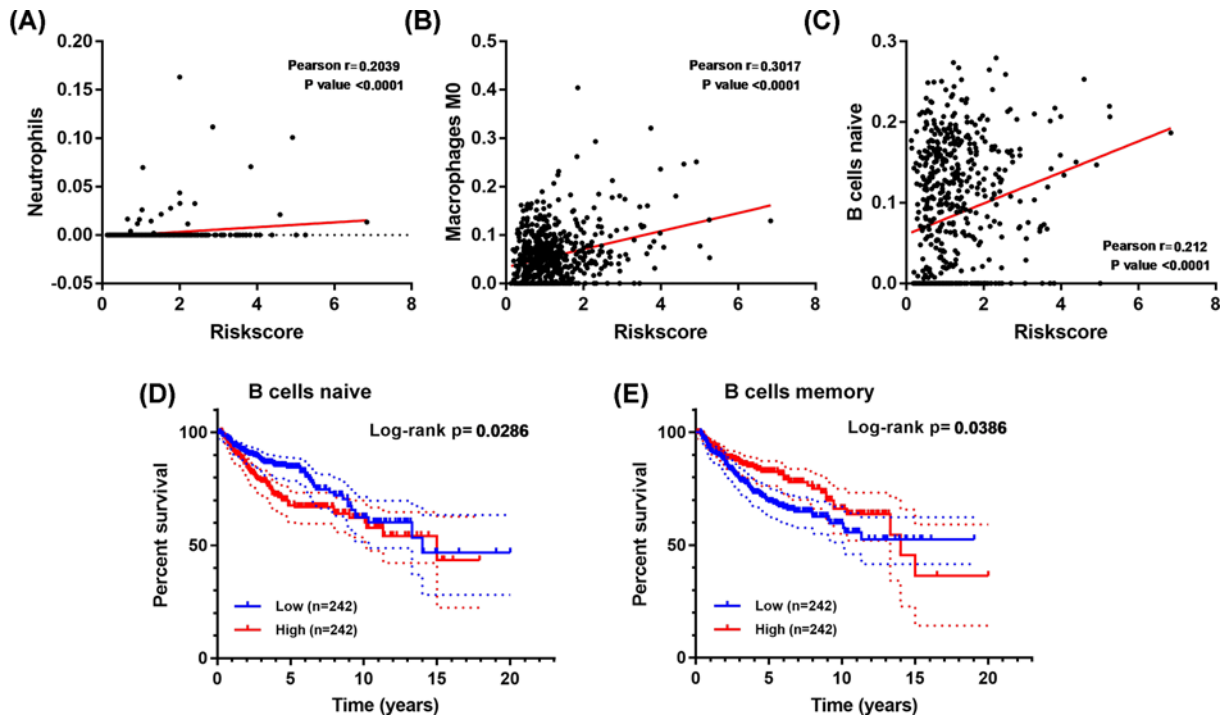 (A)
0.20
0.15
0.10
0.05
0.00
-0.05
Neutrophils
Pearson r=0.2039
P value <0.0001
0 2 4 6 8
Riskscore
(B)
0.5
0.4
0.3
0.2
0.1
0.0
Macrophages M0
Pearson r=0.3017
P value <0.0001
0 2 4 6 8
Riskscore
(C)
0.3
0.2
0.1
0.0
B cells naive
Pearson r=0.212
P value <0.0001
0 2 4 6 8
Riskscore
(D)
B cells naive
Log-rank p= 0.0286
100
50
0
Percent survival
Low (n=242)
High (n=242)
0 5 10 15 20
Time (years)
(E)
B cells memory
Log-rank p= 0.0386
100
50
0
Percent survival
Low (n=242)
High (n=242)
0 5 10 15 20
Time (years)